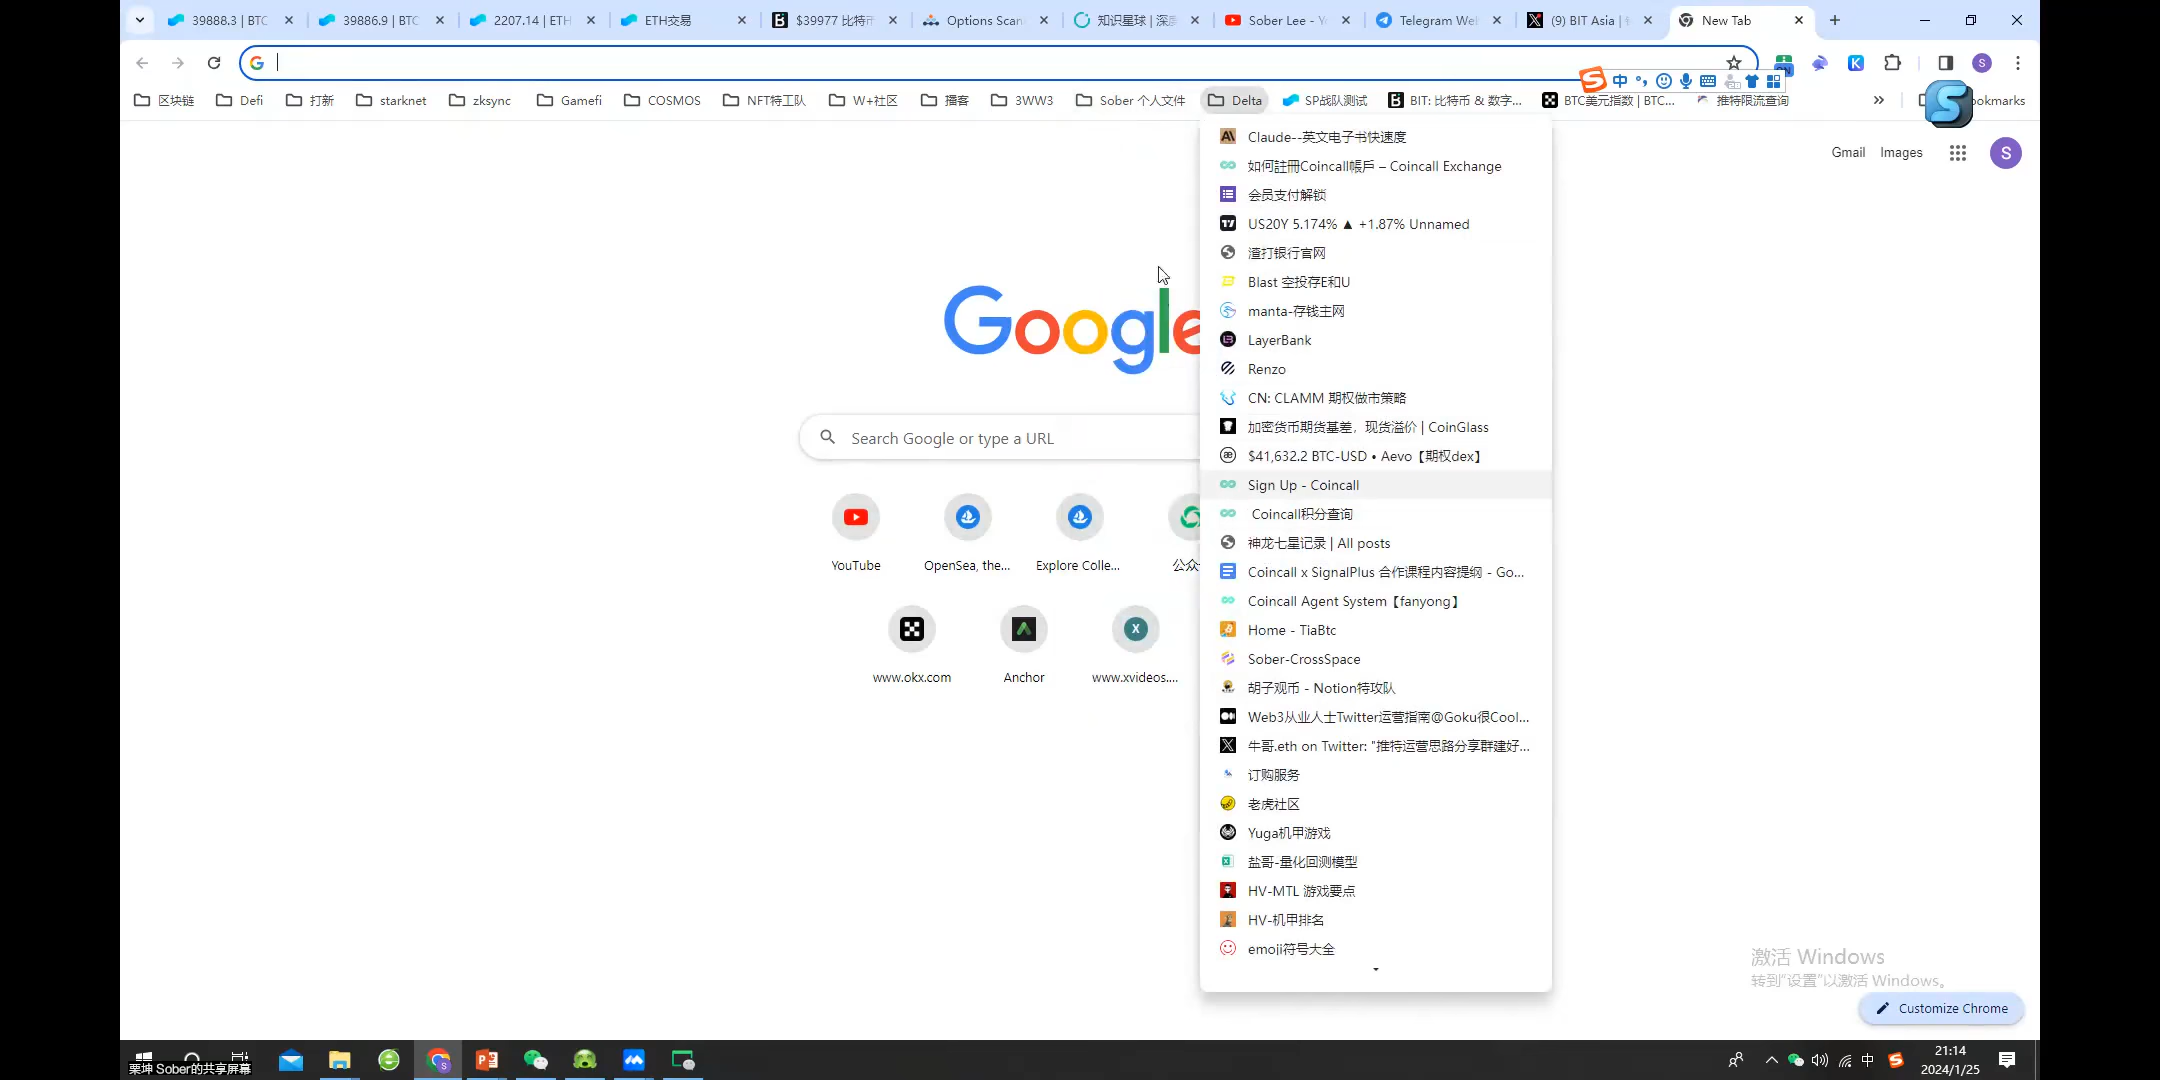 39888.3 | BTC
39886.9 | BTC
2207.14 | ETH
ETH交易
$39977 比特币
Options Scan
知识星球 | 深度
Sober Lee - Yo
Telegram Web
(9) BIT Asia |
New Tab
区块链
Defi
打新
starknet
zksync
Gamefi
COSMOS
NFT特工队
W+社区
播客
3WW3
Sober 个人文件
Delta
SP战队测试
BIT: 比特币 & 数字...
BTC美元指数 | BTC...
推特限流查询
ookmarks
中
Gmail
Images
S
Google
Search Google or type a URL
YouTube
OpenSea, the...
Explore Colle...
公众
www.okx.com
Anchor
www.xvideos....
Claude--英文电子书快速度
如何註冊Coincall帳戶 – Coincall Exchange
会员支付解锁
US20Y 5.174% ▲ +1.87% Unnamed
渣打银行官网
Blast 空投存E和U
manta-存钱主网
LayerBank
Renzo
CN: CLAMM 期权做市策略
加密货币期货基差，现货溢价 | CoinGlass
$41,632.2 BTC-USD • Aevo【期权dex】
Sign Up - Coincall
Coincall积分查询
神龙七星记录 | All posts
Coincall x SignalPlus 合作课程内容提纲 - Go...
Coincall Agent System【fanyong】
Home - TiaBtc
Sober-CrossSpace
胡子观币 - Notion特攻队
Web3从业人士Twitter运营指南@Goku很Cool...
牛哥.eth on Twitter: "推特运营思路分享群建好...
订购服务
老虎社区
Yuga机甲游戏
盐哥-量化回测模型
HV-MTL 游戏要点
HV-机甲排名
emoji符号大全
激活 Windows
转到"设置"以激活 Windows。
Customize Chrome
栗坤 Sober的共享屏幕
中
21:14
2024/1/25